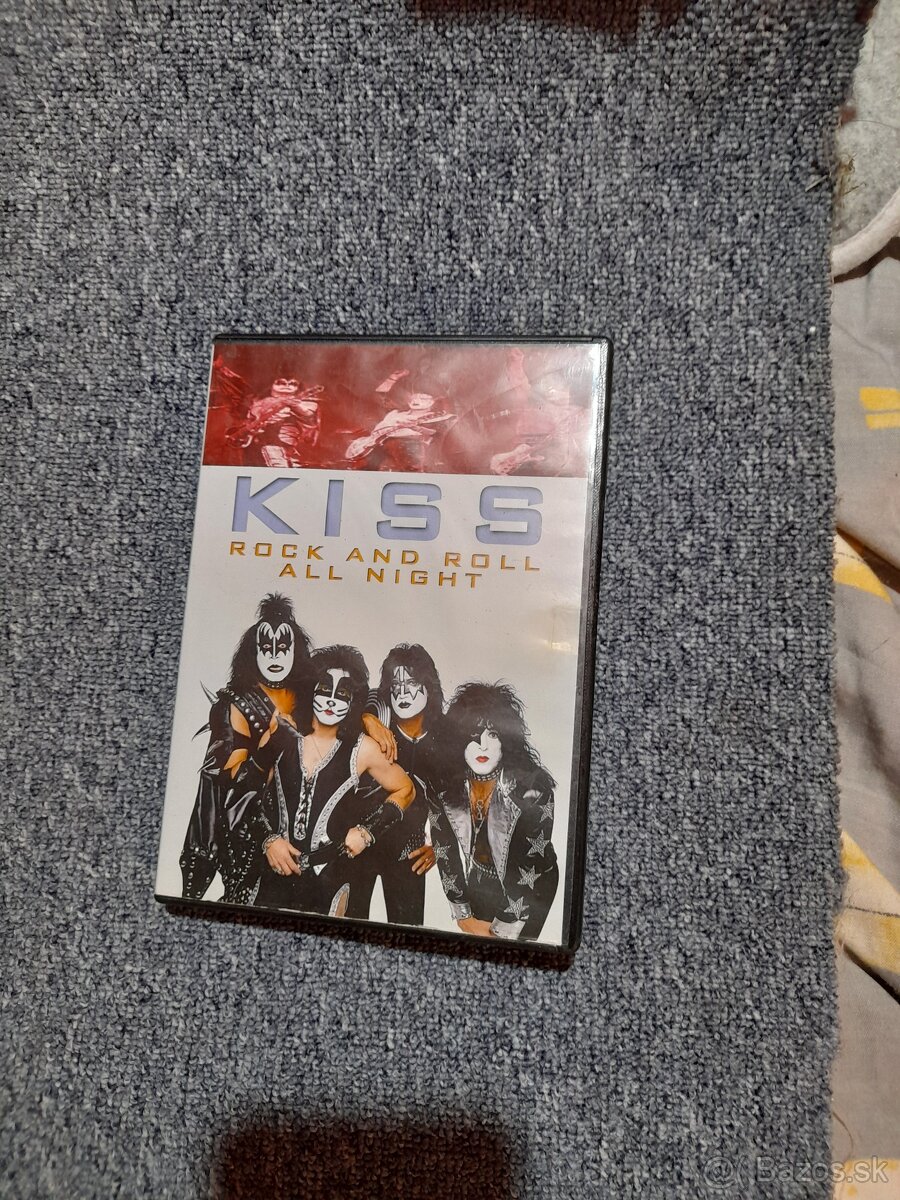 KISS
ROCK AND ROLL
ALL NIGHT
@ Bazos.sk